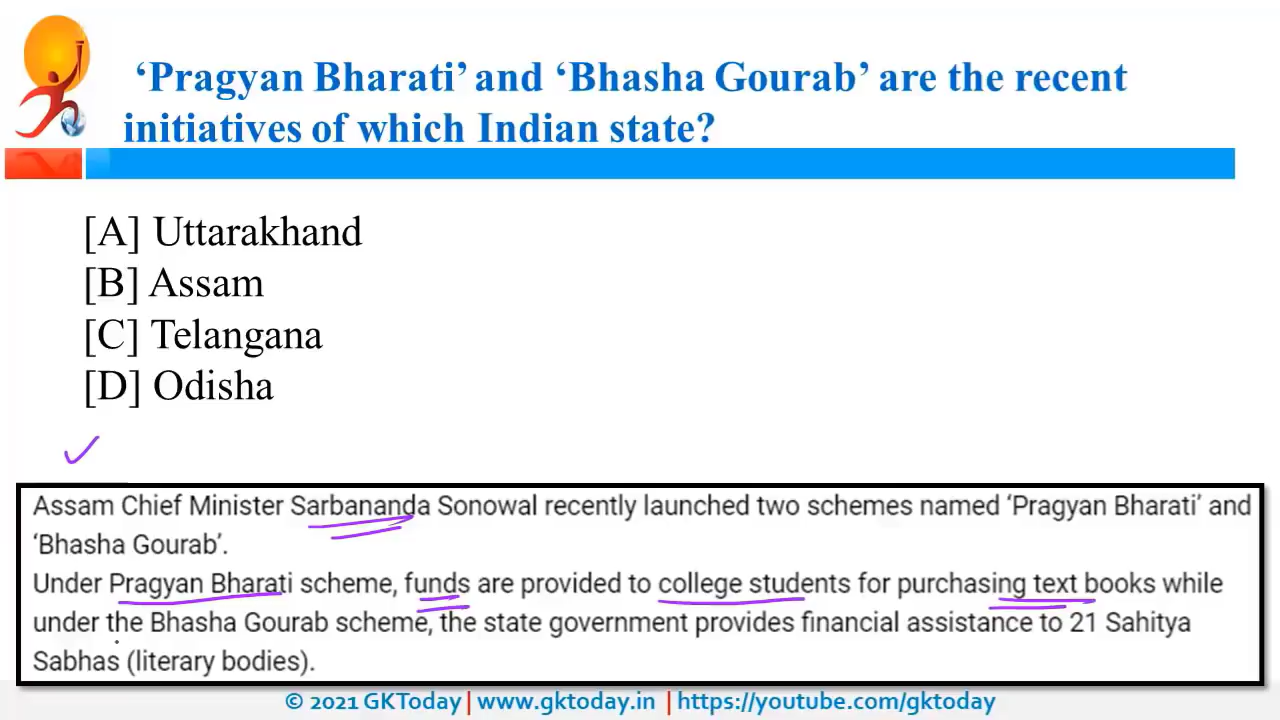 ‘Pragyan Bharati’ and ‘Bhasha Gourab’ are the recent
initiatives of which Indian state?
[A] Uttarakhand
[B] Assam
[C] Telangana
[D] Odisha
Assam Chief Minister Sarbananda Sonowal recently launched two schemes named ‘Pragyan Bharati’ and
‘Bhasha Gourab’.
Under Pragyan Bharati scheme, funds are provided to college students for purchasing text books while
under the Bhasha Gourab scheme, the state government provides financial assistance to 21 Sahitya
Sabhas (literary bodies).
© 2021 GKToday | www.gktoday.in | https://youtube.com/gktoday